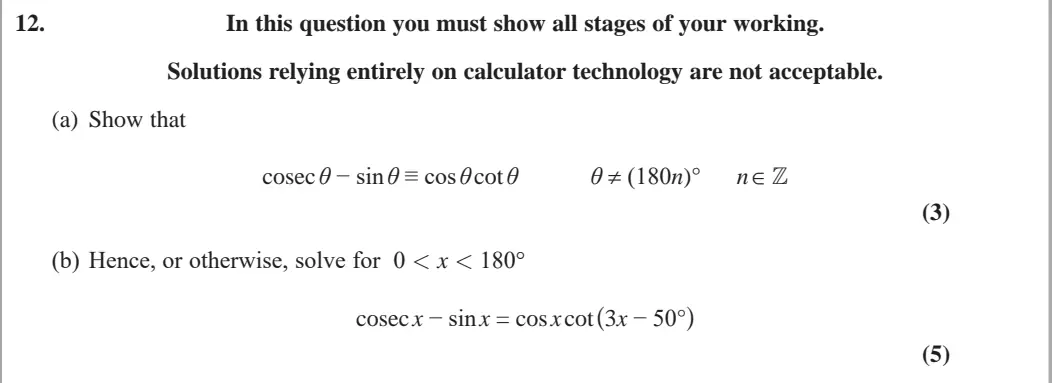 12. In this question you must show all stages of your working.
Solutions relying entirely on calculator technology are not acceptable.
(a) Show that
cosec θ − sin θ ≡ cos θ cot θ θ ≠ (180n)° n ∈ ℤ
(3)
(b) Hence, or otherwise, solve for 0 < x < 180°
cosec x − sin x = cos x cot (3x − 50°)
(5)